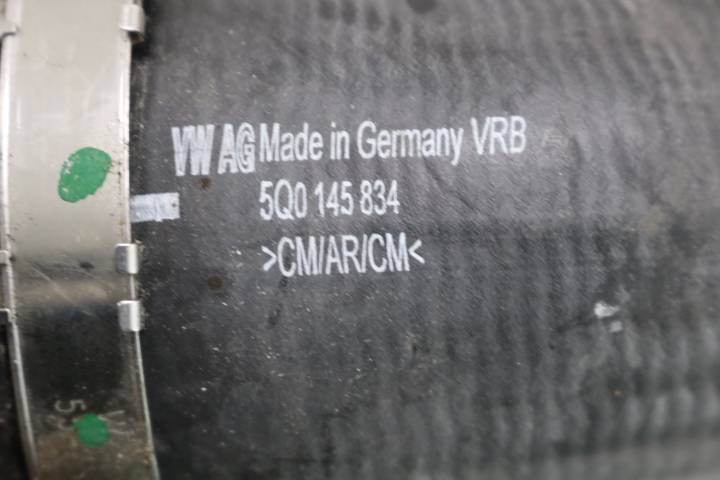 VW AG Made in Germany VRB
5Q0 145 834
>CM/AR/CM<